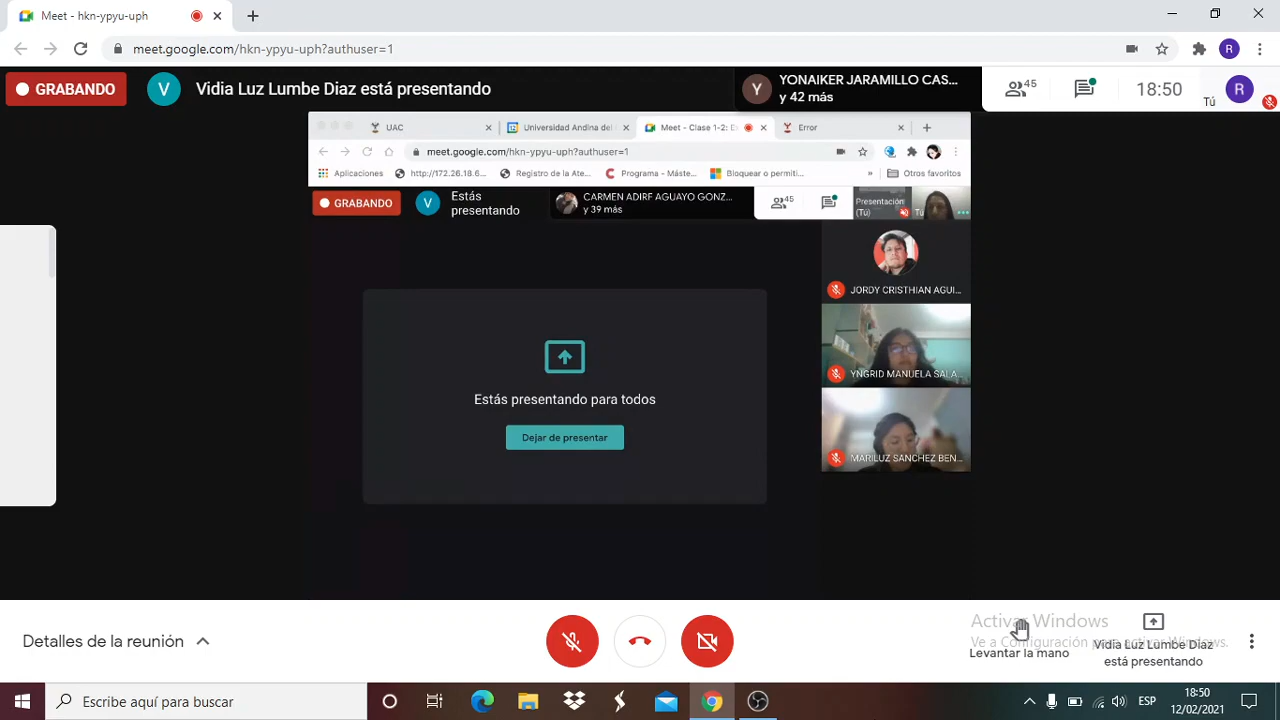 Meet - hkn-ypyu-uph
meet.google.com/hkn-ypyu-uph?authuser=1
R
GRABANDO
V
Vidia Luz Lumbe Diaz está presentando
Y
YONAIKER JARAMILLO CAS...
y 42 más
45
18:50
Tú
R
UAC
Universidad Andina del
Meet - Clase 1-2:
Error
meet.google.com/hkn-ypyu-uph?authuser=1
Aplicaciones
http://172.26.18.6...
Registro de la Ate...
Programa - Máste...
Bloquear o permiti...
»
Otros favoritos
GRABANDO
V
Estás
presentando
CARMEN ADIRF AGUAYO GONZ...
y 39 más
45
Presentación
(Tú)
Tú
JORDY CRISTHIAN AGUI...
YNGRID MANUELA SALA...
MARILUZ SANCHEZ BEN...
Estás presentando para todos
Dejar de presentar
Detalles de la reunión
Activar Windows
Ve a Configuración para activar Windows.
Levantar la mano
Vidia Luz Lumbe Diaz
está presentando
Escribe aquí para buscar
ESP
18:50
12/02/2021